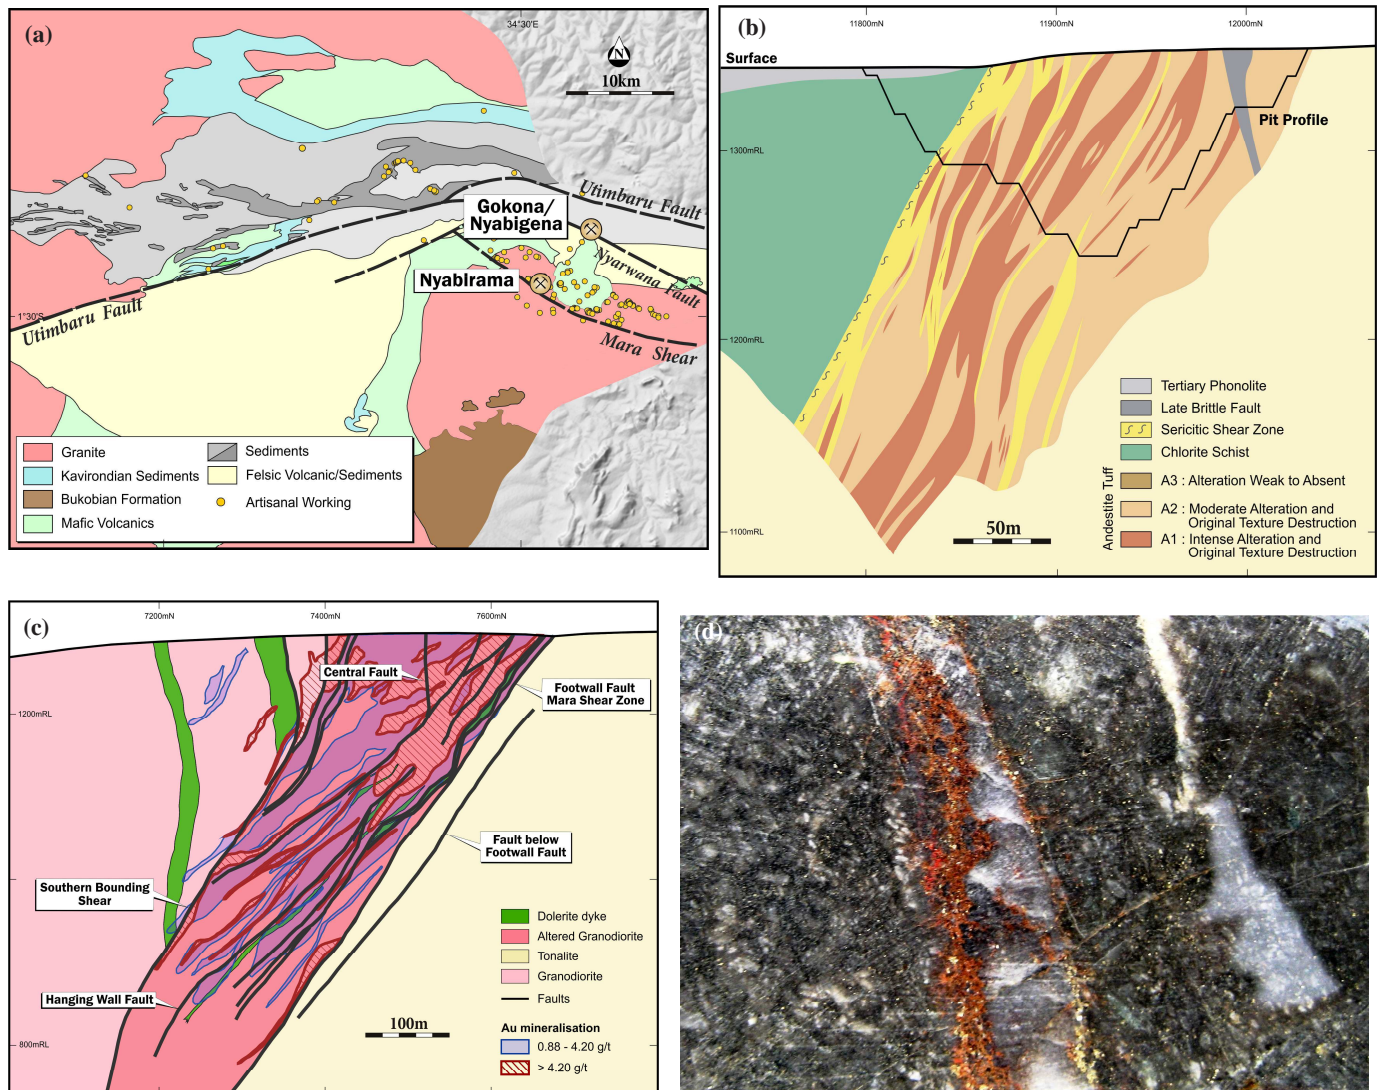 (a)
34°30'E
N
10km
Utimbaru Fault
Gokona/
Nyabigena
Nyarwana Fault
Nyabirama
1°30'S
Utimbaru Fault
Mara Shear
Granite
Kavirondian Sediments
Bukobian Formation
Mafic Volcanics
Sediments
Felsic Volcanic/Sediments
Artisanal Working
(b)
11800mN
11900mN
12000mN
Surface
Pit Profile
1300mRL
1200mRL
1100mRL
50m
Tertiary Phonolite
Late Brittle Fault
Sericitic Shear Zone
Chlorite Schist
Andestite Tuff
A3 : Alteration Weak to Absent
A2 : Moderate Alteration and
Original Texture Destruction
A1 : Intense Alteration and
Original Texture Destruction
(c)
7200mN
7400mN
7600mN
Central Fault
Footwall Fault
Mara Shear Zone
1200mRL
Fault below
Footwall Fault
Southern Bounding
Shear
Hanging Wall Fault
800mRL
100m
Dolerite dyke
Altered Granodiorite
Tonalite
Granodiorite
Faults
Au mineralisation
0.88 - 4.20 g/t
> 4.20 g/t
(d)